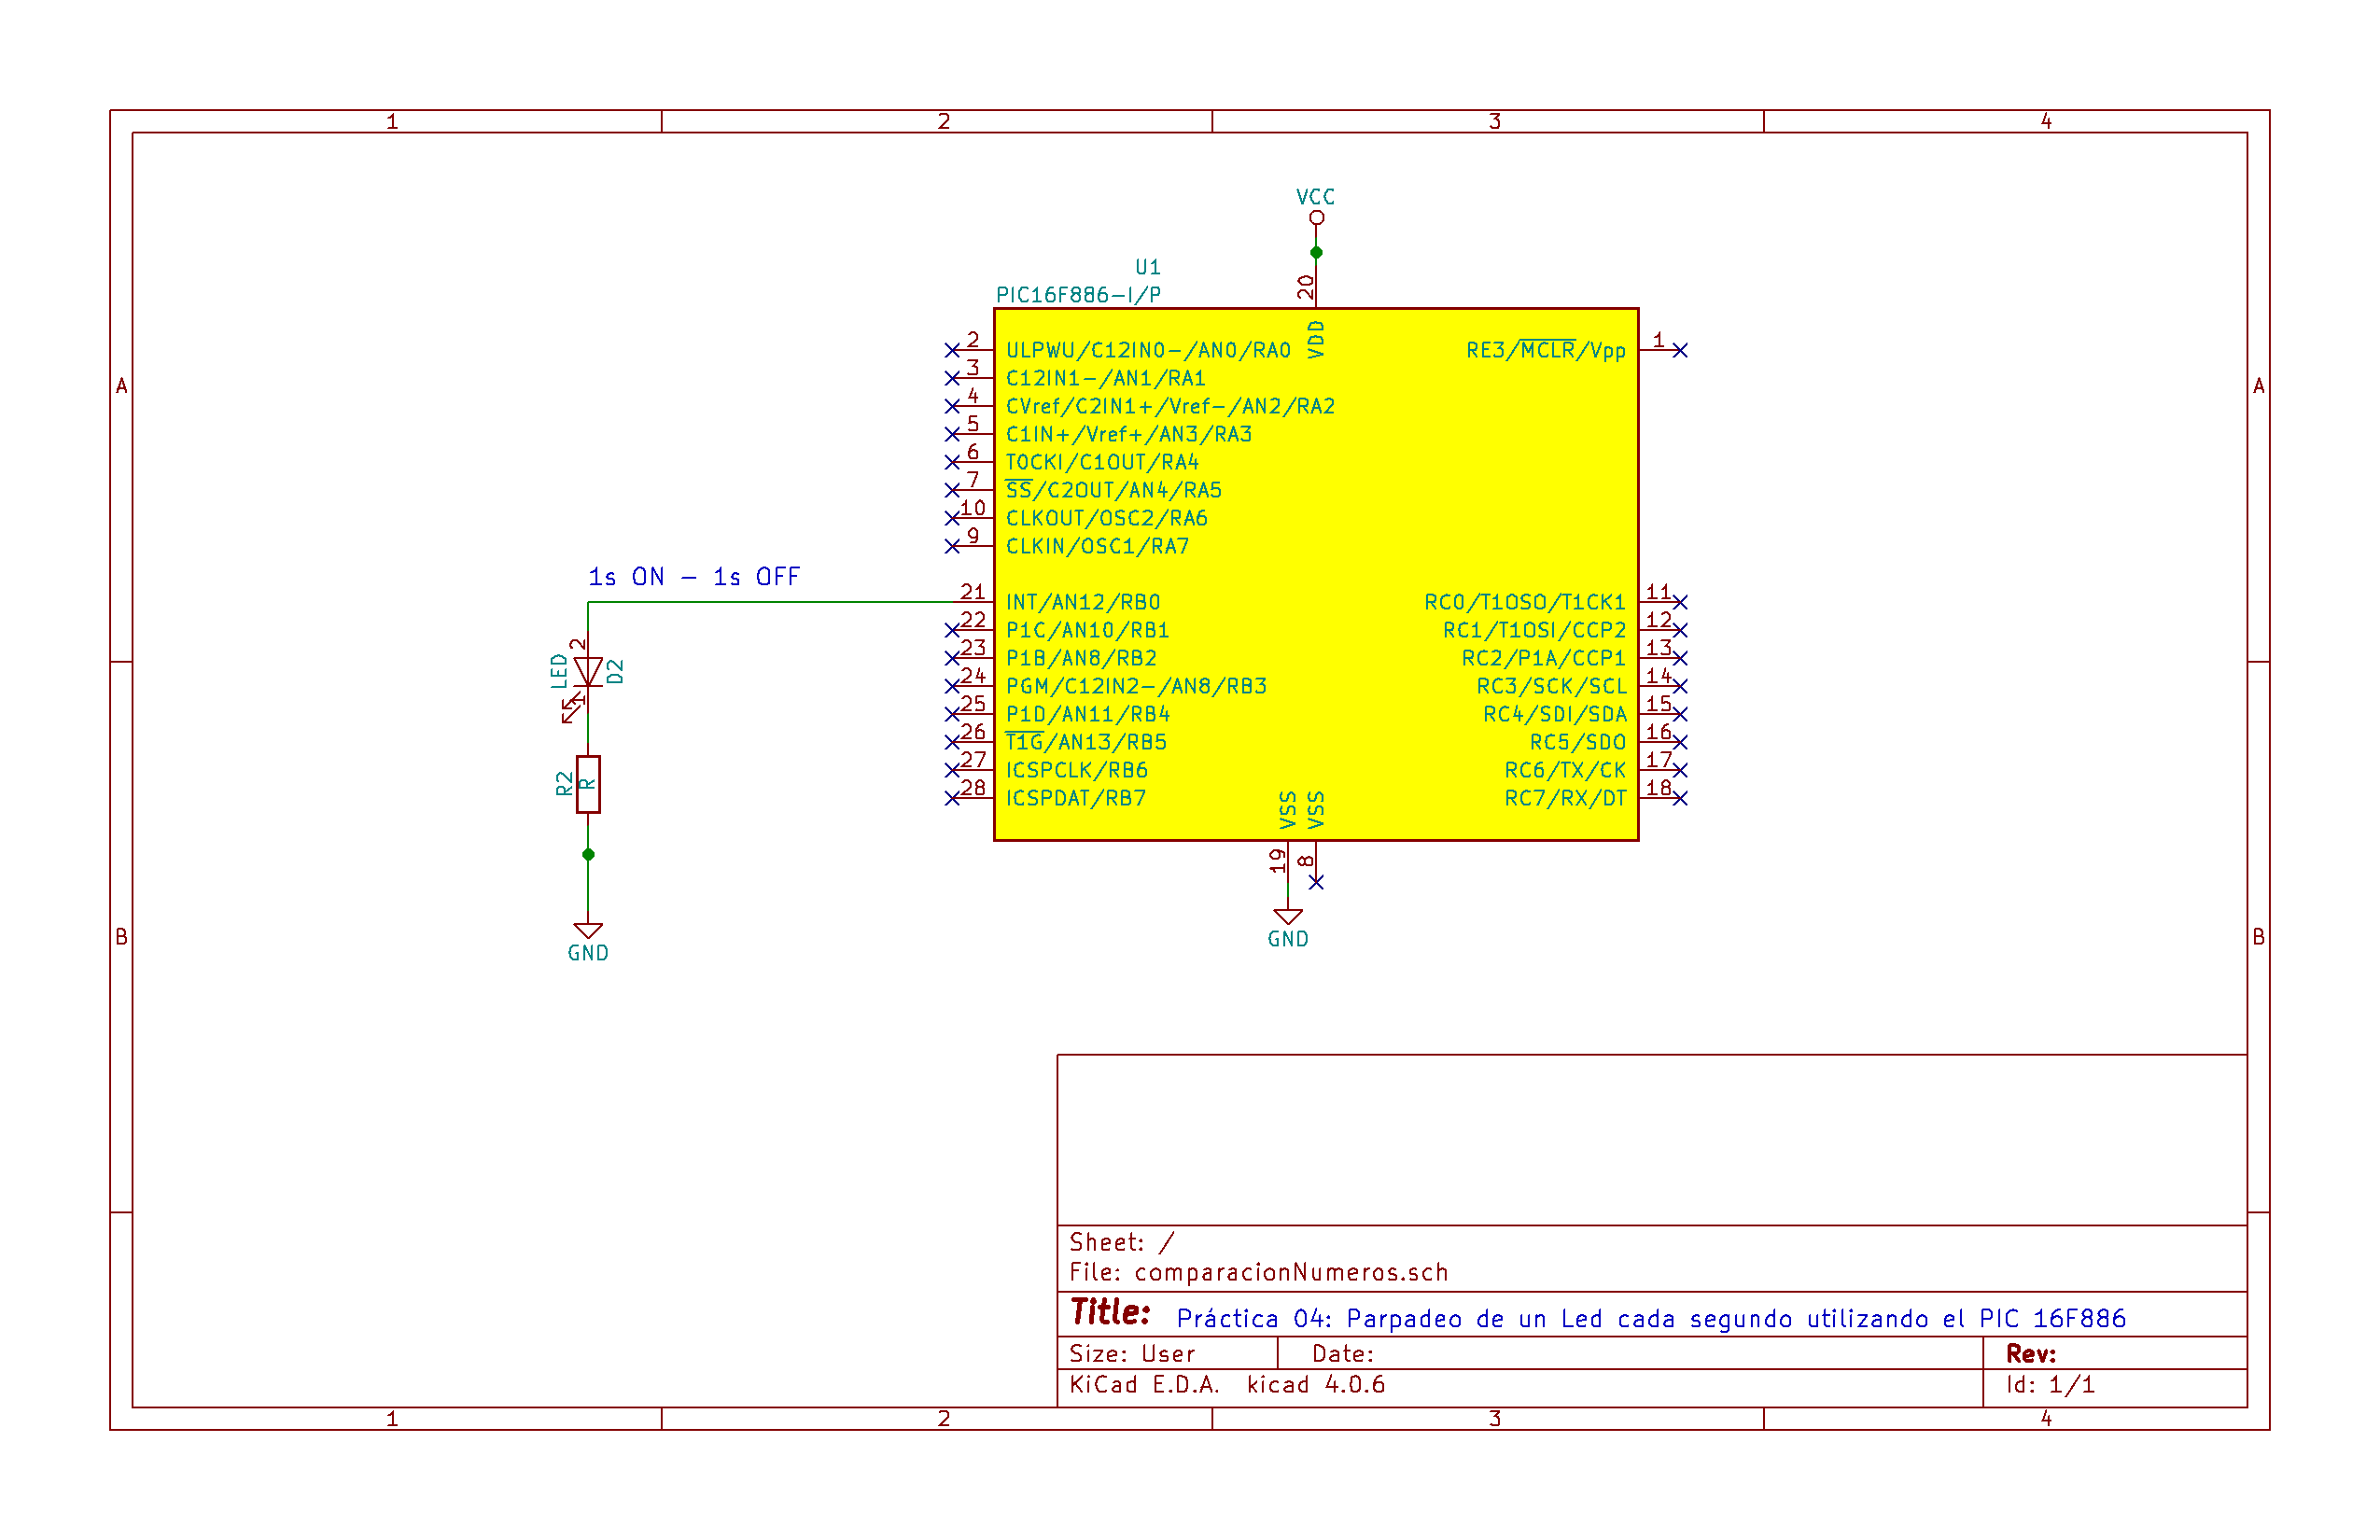 1 2 3 4
A A
B B
VCC
U1
PIC16F886-I/P
20
VDD
2 ULPWU/C12IN0-/AN0/RA0
3 C12IN1-/AN1/RA1
4 CVref/C2IN1+/Vref-/AN2/RA2
5 C1IN+/Vref+/AN3/RA3
6 T0CKI/C1OUT/RA4
7 SS/C2OUT/AN4/RA5
10 CLKOUT/OSC2/RA6
9 CLKIN/OSC1/RA7
RE3/MCLR/Vpp 1
1s ON - 1s OFF
21 INT/AN12/RB0
22 P1C/AN10/RB1
23 P1B/AN8/RB2
24 PGM/C12IN2-/AN8/RB3
25 P1D/AN11/RB4
26 T1G/AN13/RB5
27 ICSPCLK/RB6
28 ICSPDAT/RB7
RC0/T1OSO/T1CK1 11
RC1/T1OSI/CCP2 12
RC2/P1A/CCP1 13
RC3/SCK/SCL 14
RC4/SDI/SDA 15
RC5/SDO 16
RC6/TX/CK 17
RC7/RX/DT 18
2
LED D2
1
R2 R
GND
VSS VSS
19 8
GND
Sheet: /
File: comparacionNumeros.sch
Title: Práctica 04: Parpadeo de un Led cada segundo utilizando el PIC 16F886
Size: User Date: Rev:
KiCad E.D.A. kicad 4.0.6 Id: 1/1
1 2 3 4